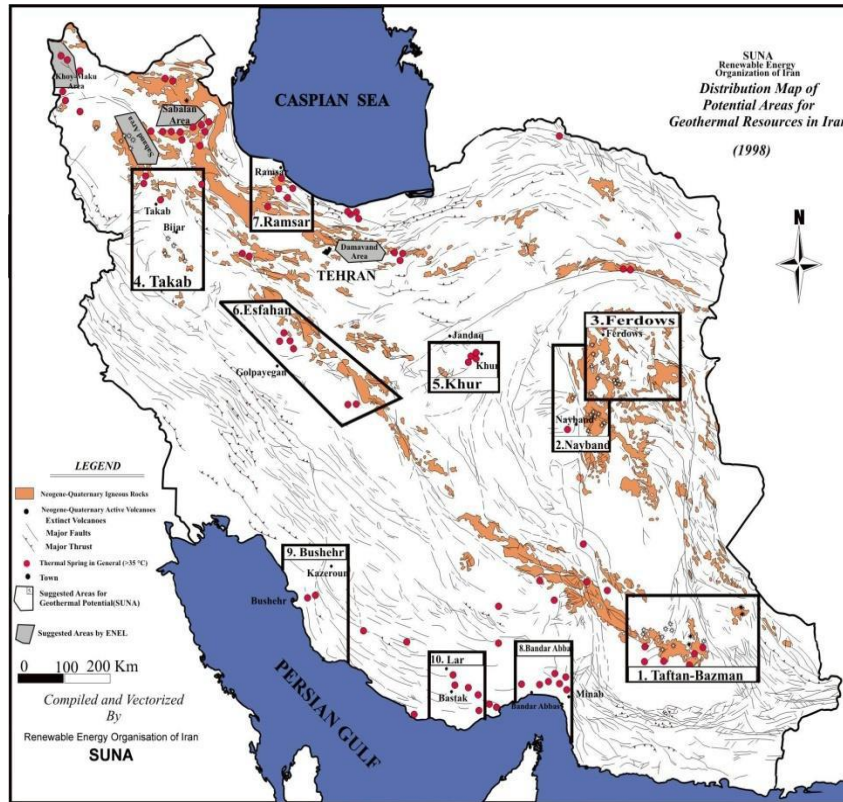 SUNA
Renewable Energy
Organization of Iran
Distribution Map of
Potential Areas for
Geothermal Resources in Iran
(1998)
N
CASPIAN SEA
Khoy-Maku
Area
Sabalan
Area
Sahand Area
Ramsar
7.Ramsar
Takab
Bijar
4. Takab
Damavand
Area
TEHRAN
6.Esfahan
Golpayegan
Jandaq
Khur
5.Khur
3.Ferdows
Ferdows
Nayband
2.Nayband
LEGEND
Neogene-Quaternary Igneous Rocks
Neogene-Quaternary Active Volcanoes
Extinct Volcanoes
Major Faults
Major Thrust
Thermal Spring in General (>35 °C)
Town
Suggested Areas for
Geothermal Potential(SUNA)
Suggested Areas by ENEL
0 100 200 Km
Compiled and Vectorized
By
Renewable Energy Organisation of Iran
SUNA
9. Bushehr
Kazeroun
Bushehr
PERSIAN GULF
10. Lar
Bastak
8.Bandar Abba
Bandar Abbas
Minab
1. Taftan-Bazman